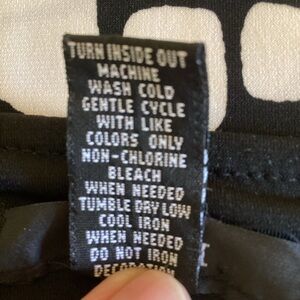 TURN INSIDE OUT
MACHINE
WASH COLD
GENTLE CYCLE
WITH LIKE
COLORS ONLY
NON-CHLORINE
BLEACH
WHEN NEEDED
TUMBLE DRY LOW
COOL IRON
WHEN NEEDED
DO NOT IRON
DECORATION